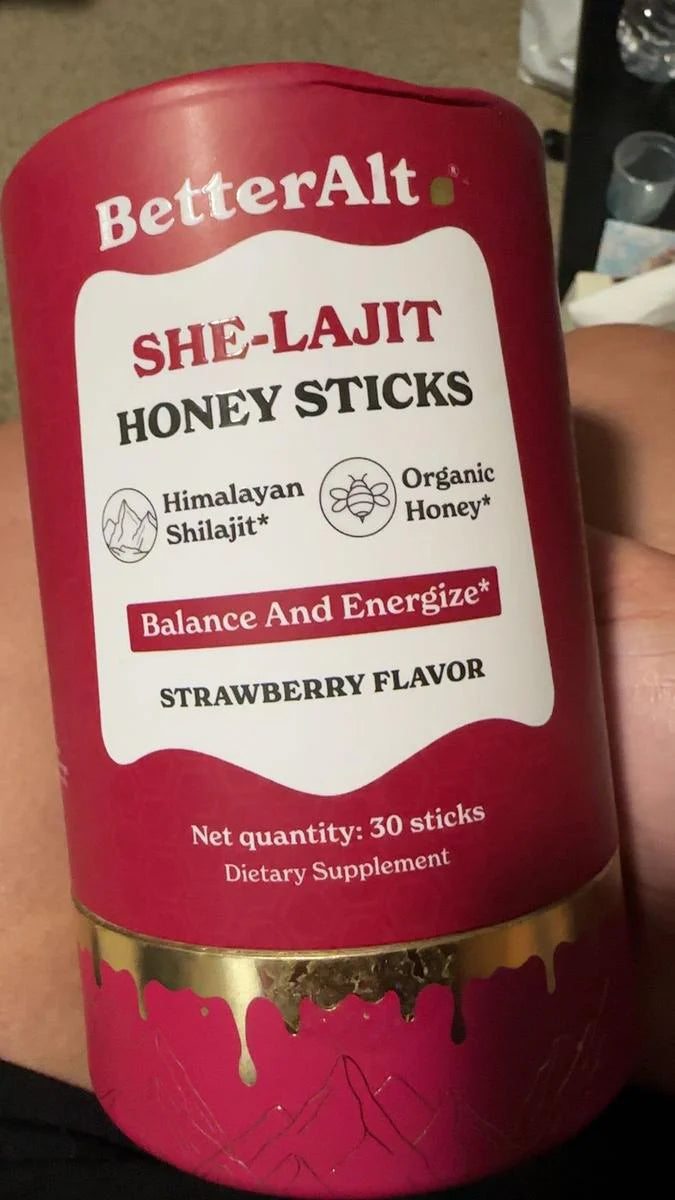 BetterAlt®
SHE-LAJIT
HONEY STICKS
Himalayan
Shilajit*
Organic
Honey*
Balance And Energize*
STRAWBERRY FLAVOR
Net quantity: 30 sticks
Dietary Supplement